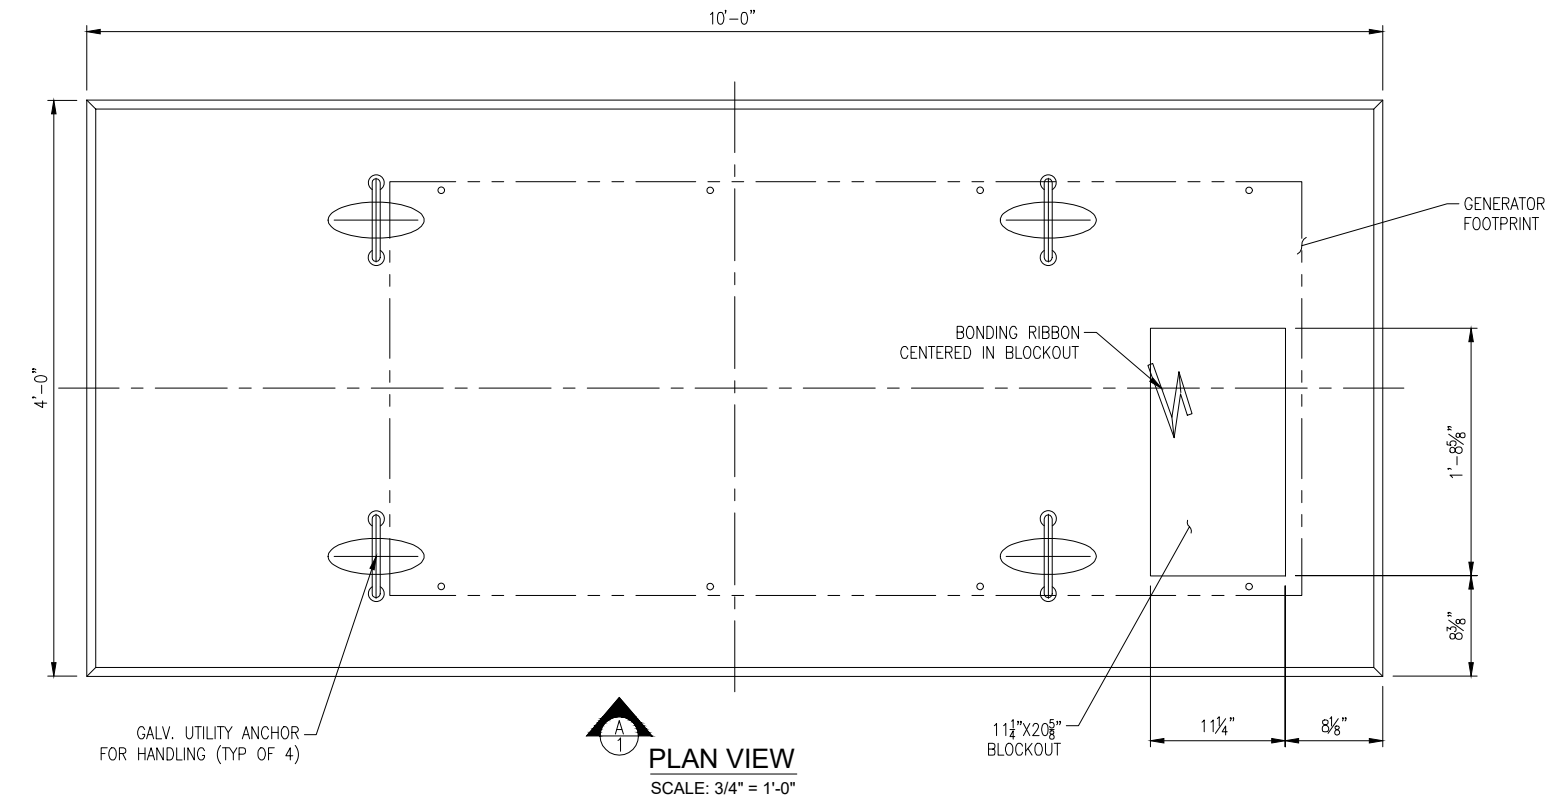 10'-0"
4'-0"
GENERATOR
FOOTPRINT
BONDING RIBBON
CENTERED IN BLOCKOUT
1'-8⅝"
8⅜"
11¼"
8⅛"
11¼"X20⅝"
BLOCKOUT
GALV. UTILITY ANCHOR
FOR HANDLING (TYP OF 4)
A
1
PLAN VIEW
SCALE: 3/4" = 1'-0"